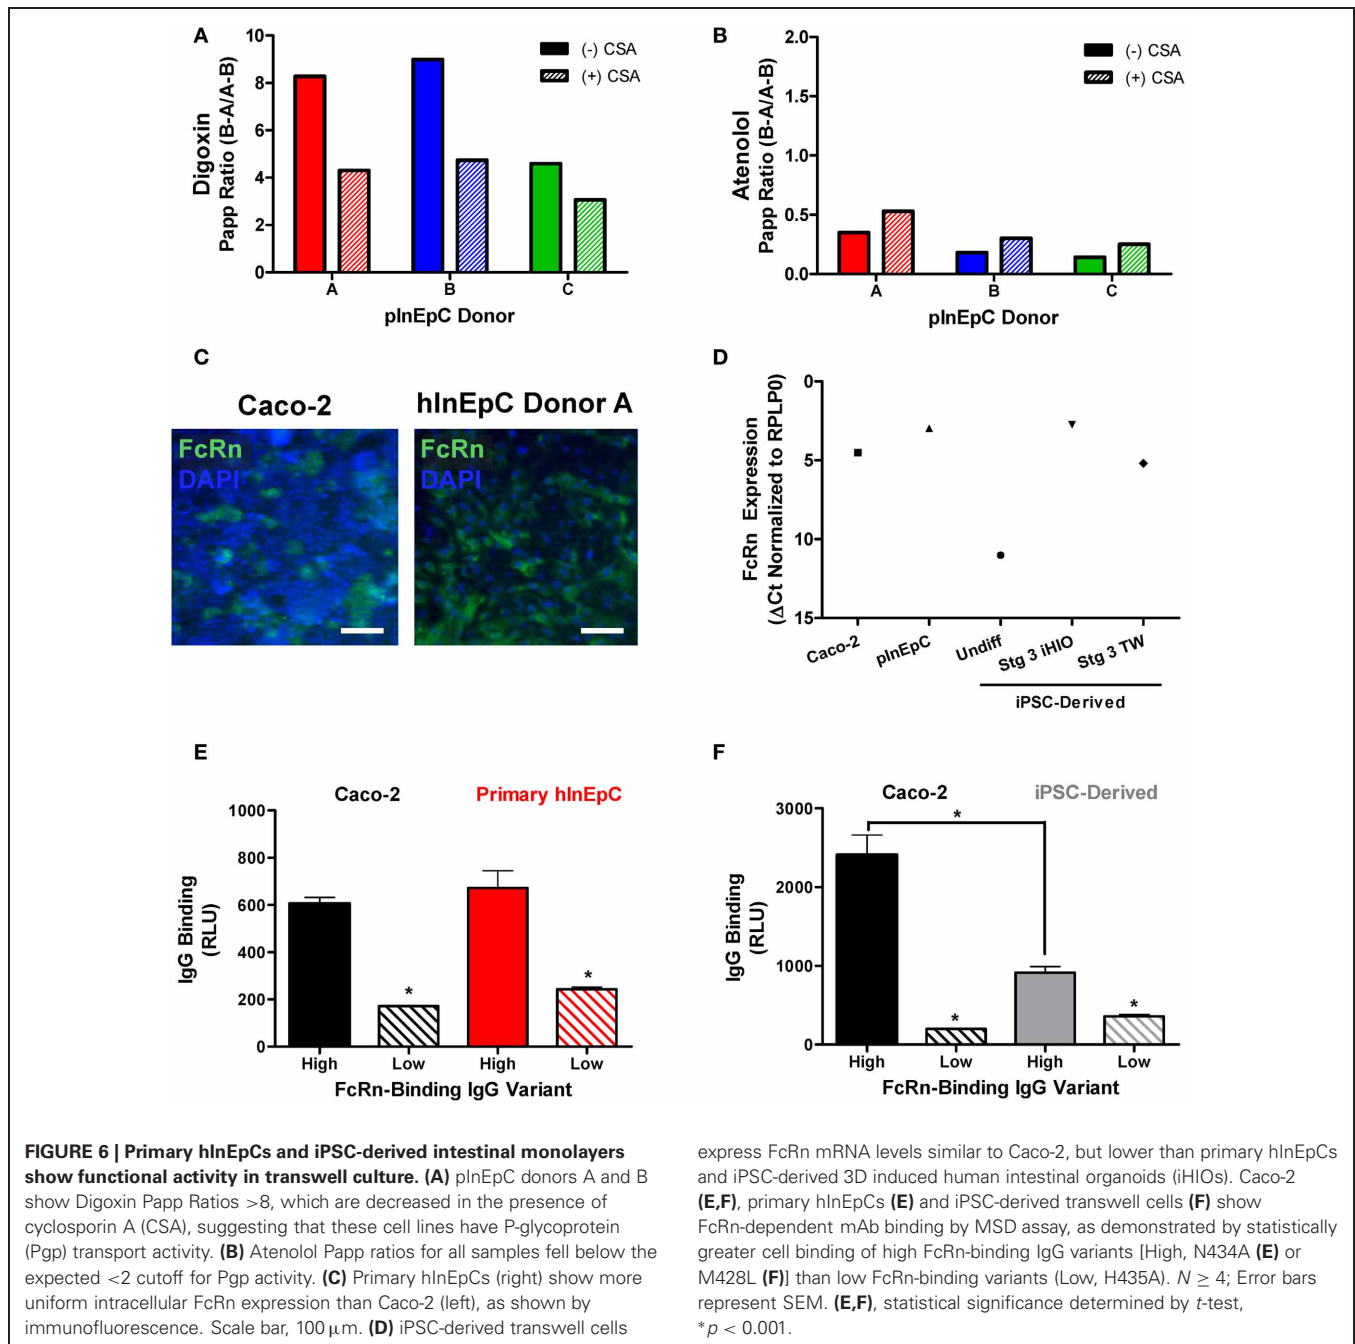 A
10
8
6
4
2
0
Digoxin
Papp Ratio (B-A/A-B)
(-) CSA
(+) CSA
A
B
C
pInEpC Donor
B
2.0
1.5
1.0
0.5
0.0
Atenolol
Papp Ratio (B-A/A-B)
(-) CSA
(+) CSA
A
B
C
pInEpC Donor
C
Caco-2
hInEpC Donor A
FcRn
DAPI
FcRn
DAPI
D
0
5
10
15
FcRn Expression
(ΔCt Normalized to RPLP0)
Caco-2
pInEpC
Undiff
Stg 3 iHIO
Stg 3 TW
iPSC-Derived
E
Caco-2
Primary hInEpC
1000
800
600
400
200
0
IgG Binding
(RLU)
*
*
High
Low
High
Low
FcRn-Binding IgG Variant
F
Caco-2
iPSC-Derived
3000
2000
1000
0
IgG Binding
(RLU)
*
*
*
High
Low
High
Low
FcRn-Binding IgG Variant
FIGURE 6 | Primary hInEpCs and iPSC-derived intestinal monolayers
show functional activity in transwell culture. (A) pInEpC donors A and B
show Digoxin Papp Ratios >8, which are decreased in the presence of
cyclosporin A (CSA), suggesting that these cell lines have P-glycoprotein
(Pgp) transport activity. (B) Atenolol Papp ratios for all samples fell below the
expected <2 cutoff for Pgp activity. (C) Primary hInEpCs (right) show more
uniform intracellular FcRn expression than Caco-2 (left), as shown by
immunofluorescence. Scale bar, 100 μm. (D) iPSC-derived transwell cells
express FcRn mRNA levels similar to Caco-2, but lower than primary hInEpCs
and iPSC-derived 3D induced human intestinal organoids (iHIOs). Caco-2
(E,F), primary hInEpCs (E) and iPSC-derived transwell cells (F) show
FcRn-dependent mAb binding by MSD assay, as demonstrated by statistically
greater cell binding of high FcRn-binding IgG variants [High, N434A (E) or
M428L (F)] than low FcRn-binding variants (Low, H435A). N ≥ 4; Error bars
represent SEM. (E,F), statistical significance determined by t-test,
*p < 0.001.